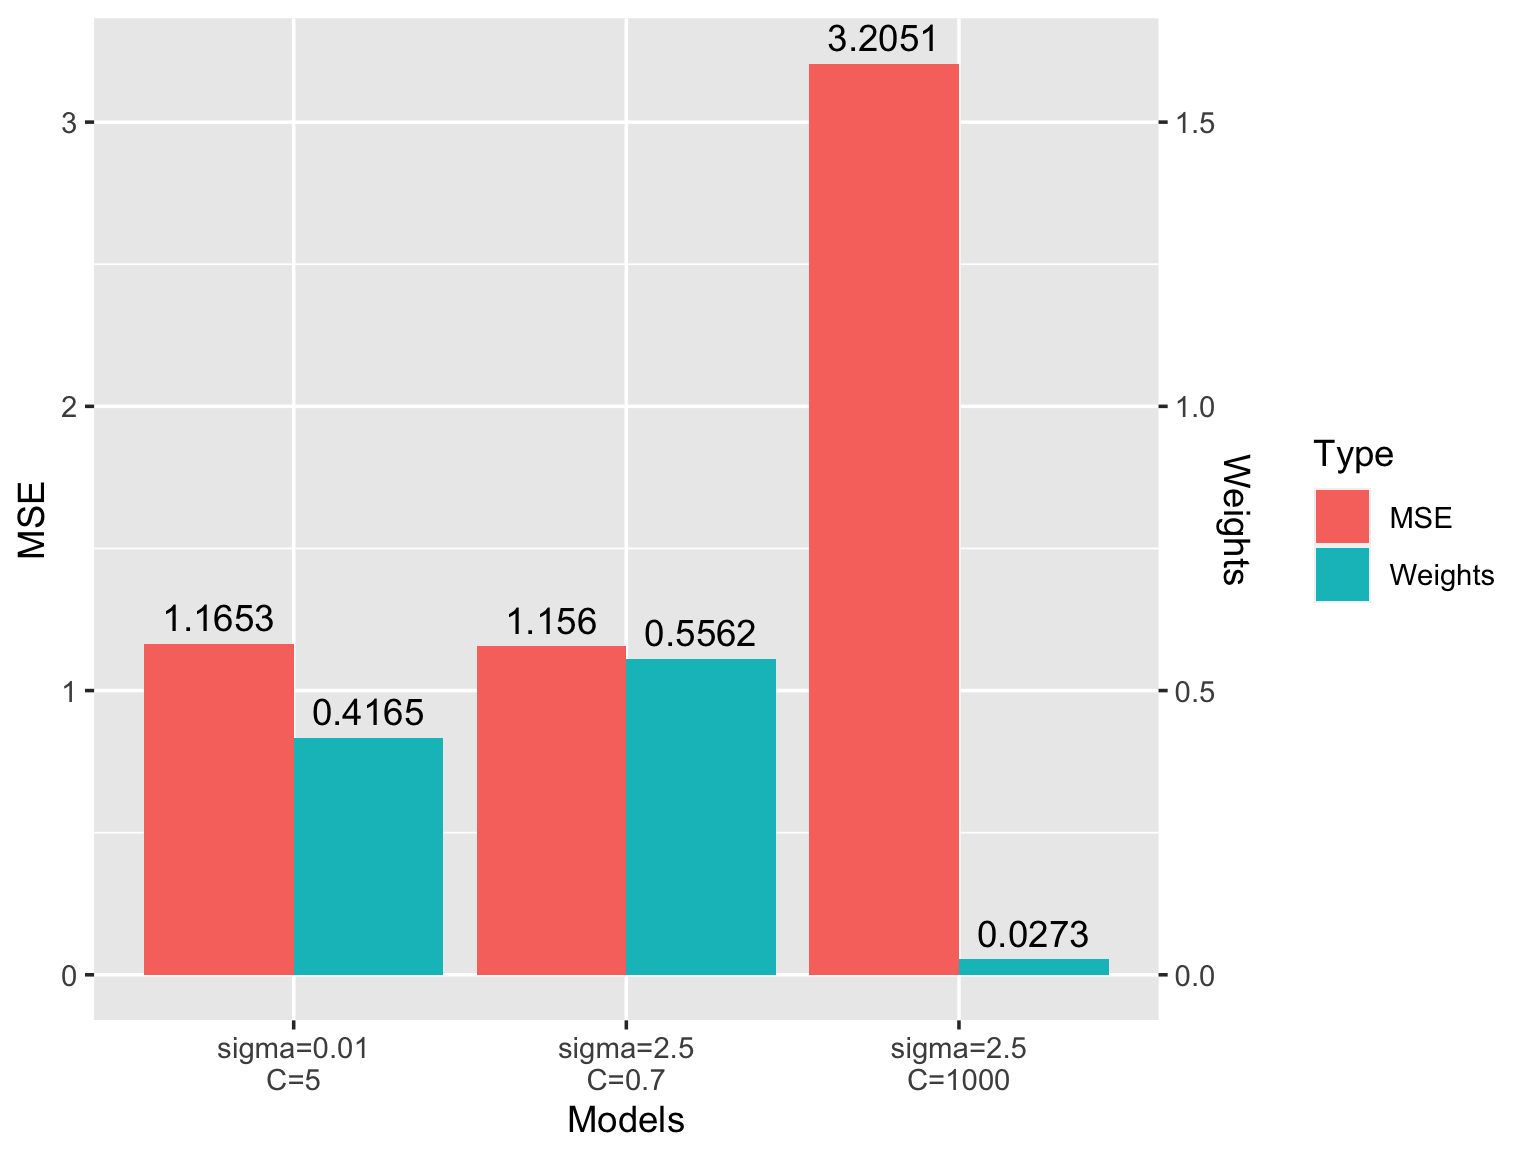 3.2051
3
1.5
2
1.0
MSE
Weights
Type
MSE
Weights
1.1653
1.156
0.5562
1
0.5
0.4165
0.0273
0
0.0
sigma=0.01
C=5
sigma=2.5
C=0.7
sigma=2.5
C=1000
Models